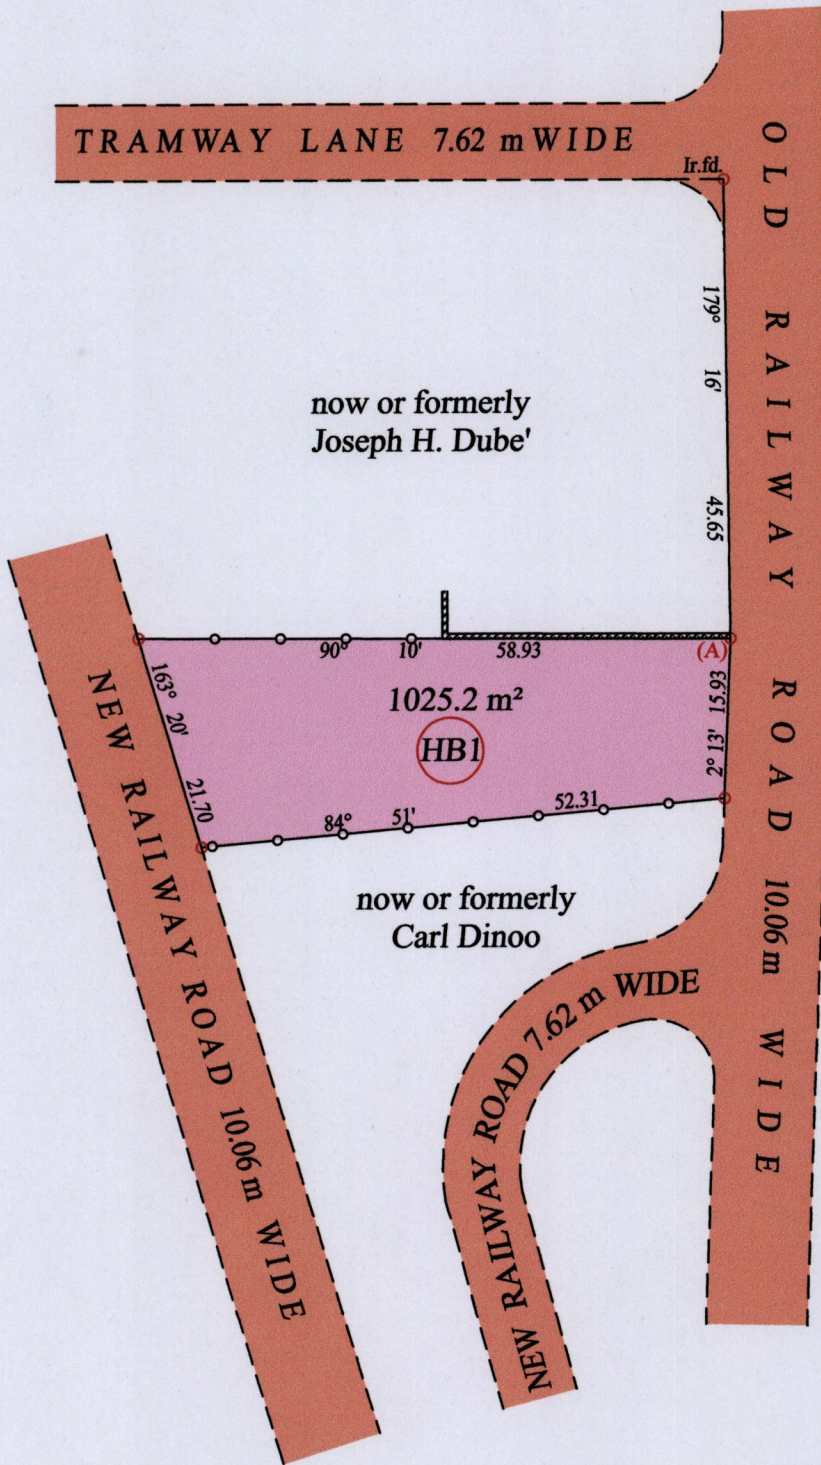 TRAMWAY LANE 7.62 m WIDE
Ir.fd.
OLD RAILWAY ROAD 10.06 m WIDE
179° 16' 45.65
now or formerly
Joseph H. Dube'
90° 10' 58.93
(A)
163° 20' 21.70
1025.2 m²
HB1
2° 13' 15.93
84° 51' 52.31
NEW RAILWAY ROAD 10.06 m WIDE
now or formerly
Carl Dinoo
NEW RAILWAY ROAD 7.62 m WIDE